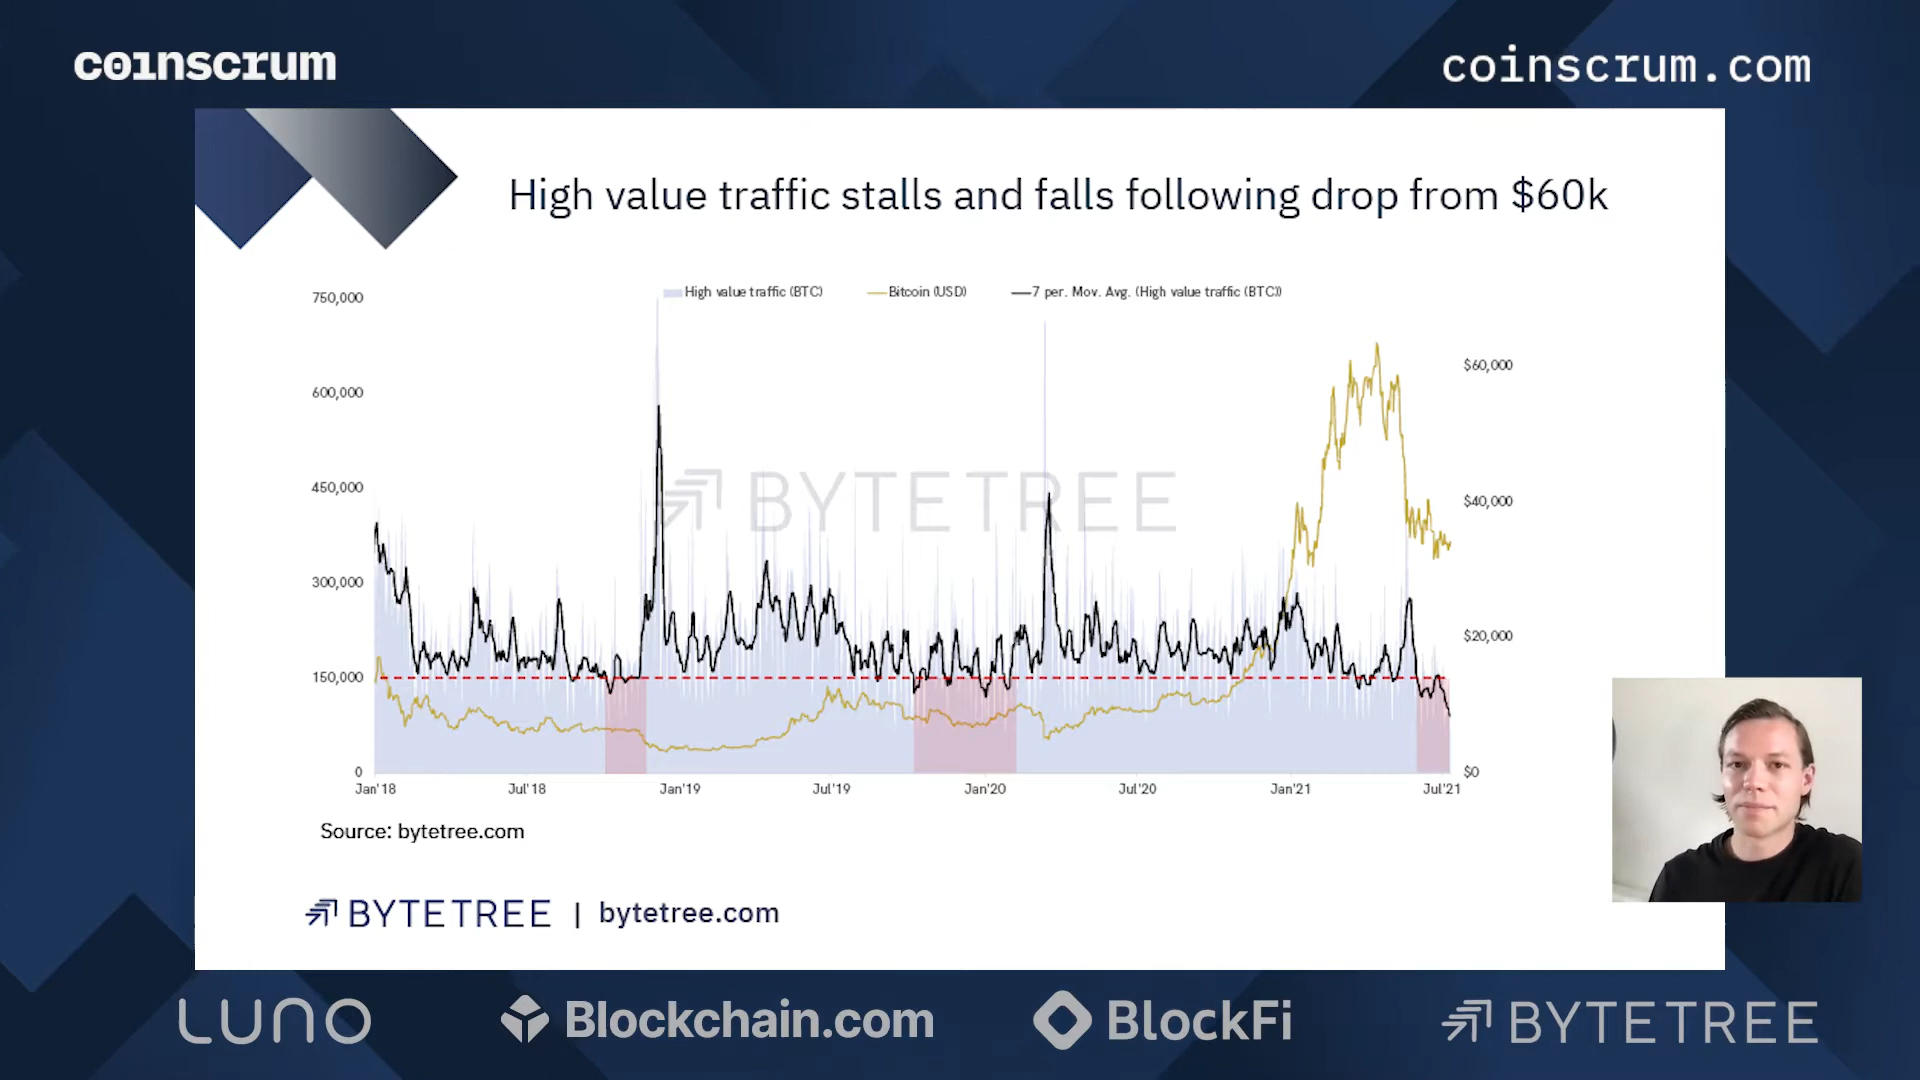 coinscrum
coinscrum.com
High value traffic stalls and falls following drop from $60k
High value traffic (BTC)
Bitcoin (USD)
7 per. Mov. Avg. (High value traffic (BTC))
750,000
600,000
450,000
300,000
150,000
0
$60,000
$40,000
$20,000
$0
BYTETREE
Jan'18
Jul'18
Jan'19
Jul'19
Jan'20
Jul'20
Jan'21
Jul'21
Source: bytetree.com
BYTETREE | bytetree.com
LUNO
Blockchain.com
BlockFi
BYTETREE